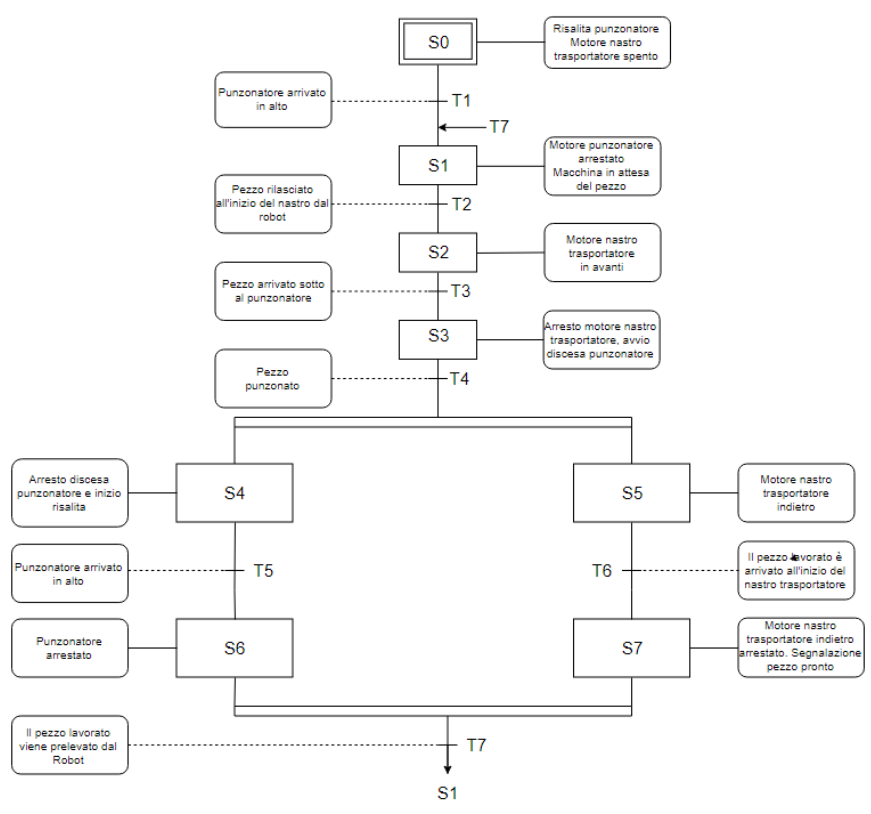 S0
Risalita punzonatore
Motore nastro
trasportatore spento
Punzonatore arrivato
in alto
T1
T7
S1
Motore punzonatore
arrestato
Macchina in attesa
del pezzo
Pezzo rilasciato
all'inizio del nastro dal
robot
T2
S2
Motore nastro
trasportatore
in avanti
Pezzo arrivato sotto
al punzonatore
T3
S3
Arresto motore nastro
trasportatore, avvio
discesa punzonatore
Pezzo
punzonato
T4
Arresto discesa
punzonatore e inizio
risalita
S4
S5
Motore nastro
trasportatore
indietro
Punzonatore arrivato
in alto
T5
T6
Il pezzo lavorato è
arrivato all'inizio del
nastro trasportatore
Punzonatore
arrestato
S6
S7
Motore nastro
trasportatore indietro
arrestato. Segnalazione
pezzo pronto
Il pezzo lavorato
viene prelevato dal
Robot
T7
S1